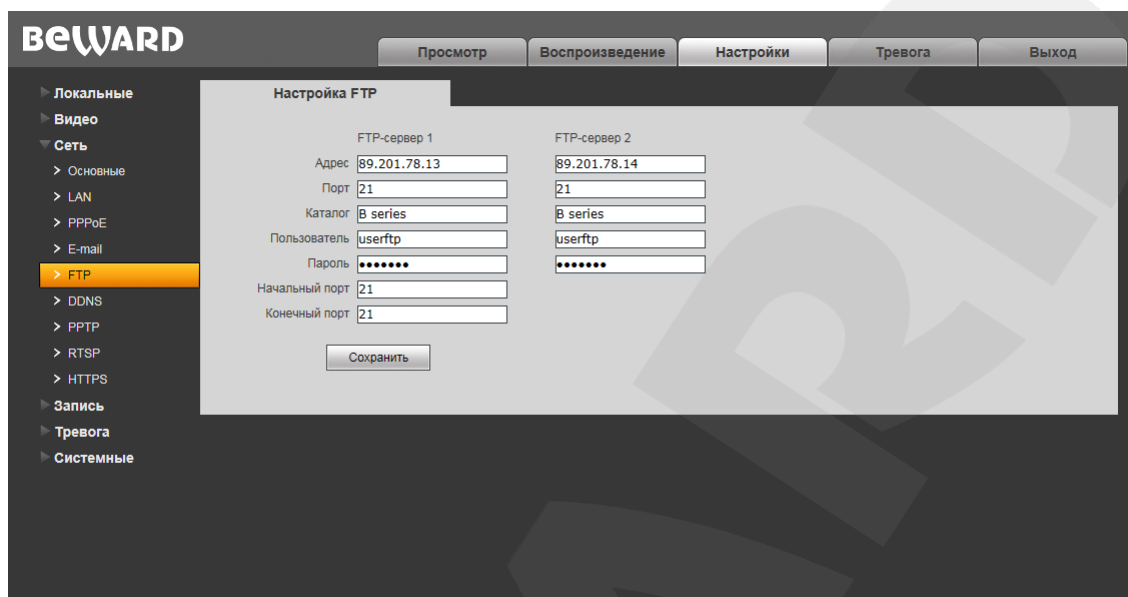 BEWARD
Просмотр Воспроизведение Настройки Тревога Выход
Локальные
Видео
Сеть
Основные
LAN
PPPoE
E-mail
FTP
DDNS
PPTP
RTSP
HTTPS
Запись
Тревога
Системные
Настройка FTP
FTP-сервер 1 FTP-сервер 2
Адрес 89.201.78.13 89.201.78.14
Порт 21 21
Каталог B series B series
Пользователь userftp userftp
Пароль ••••••• •••••••
Начальный порт 21
Конечный порт 21
Сохранить